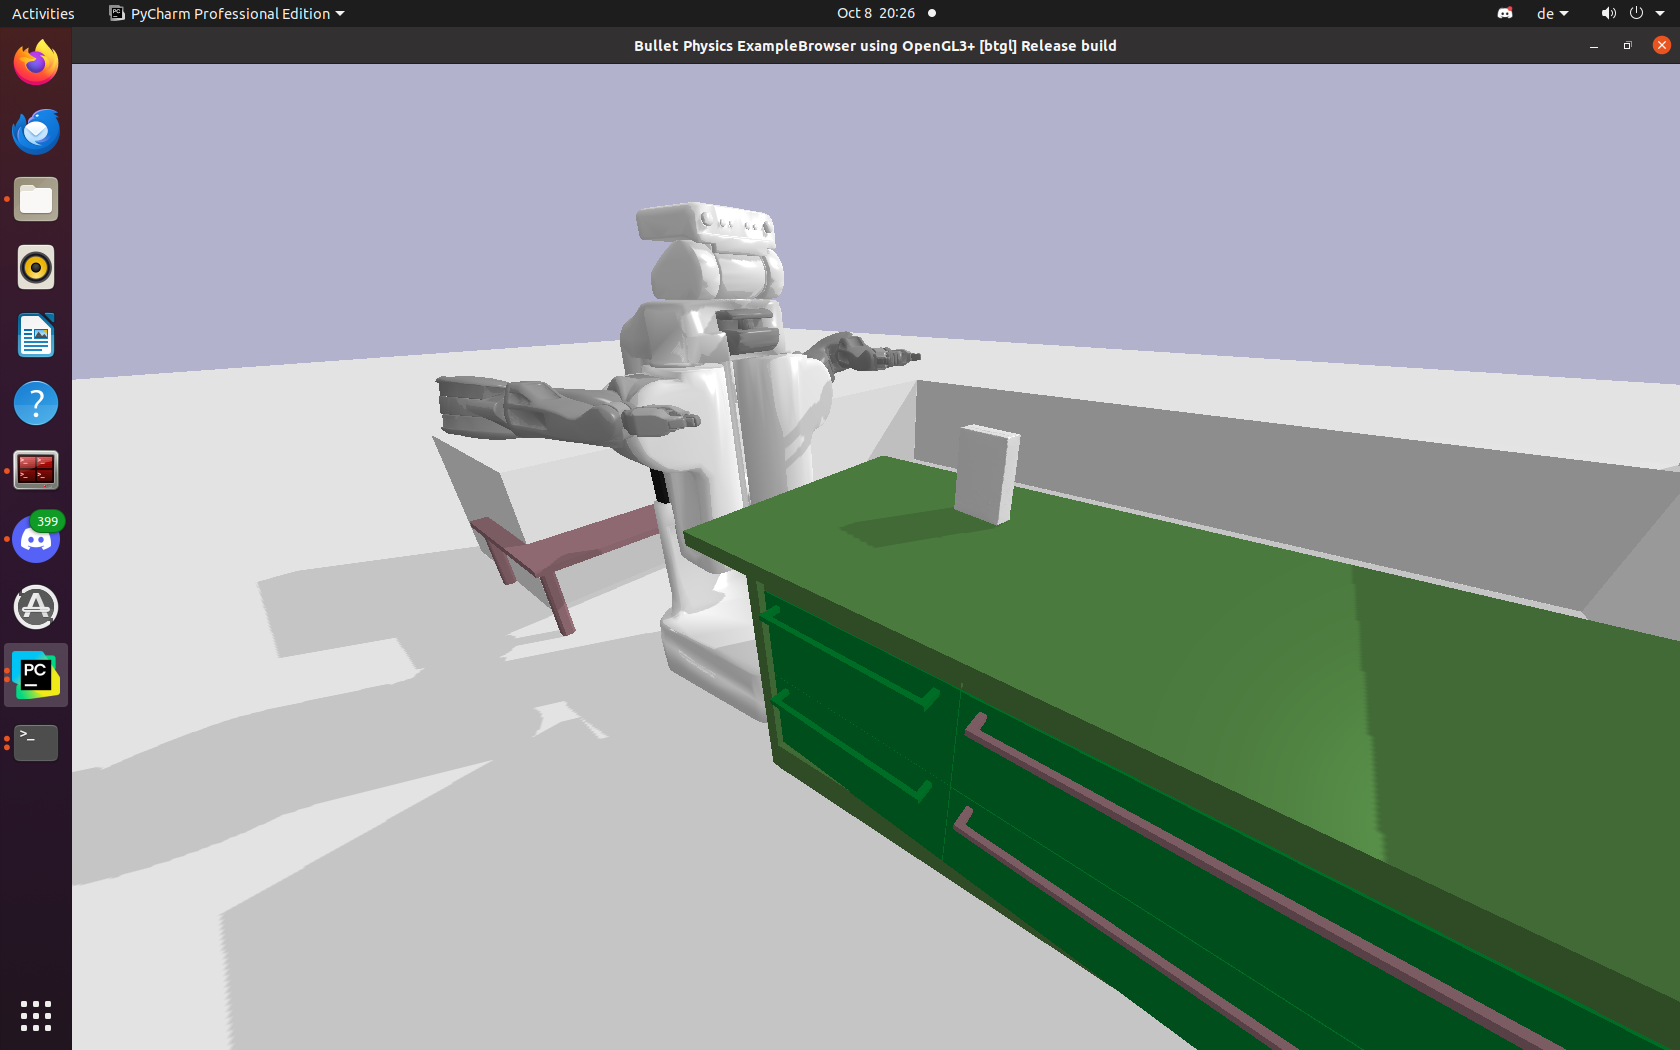 Activities
PC PyCharm Professional Edition
Oct 8 20:26
de
Bullet Physics ExampleBrowser using OpenGL3+ [btgl] Release build
?
399
A
PC
>_